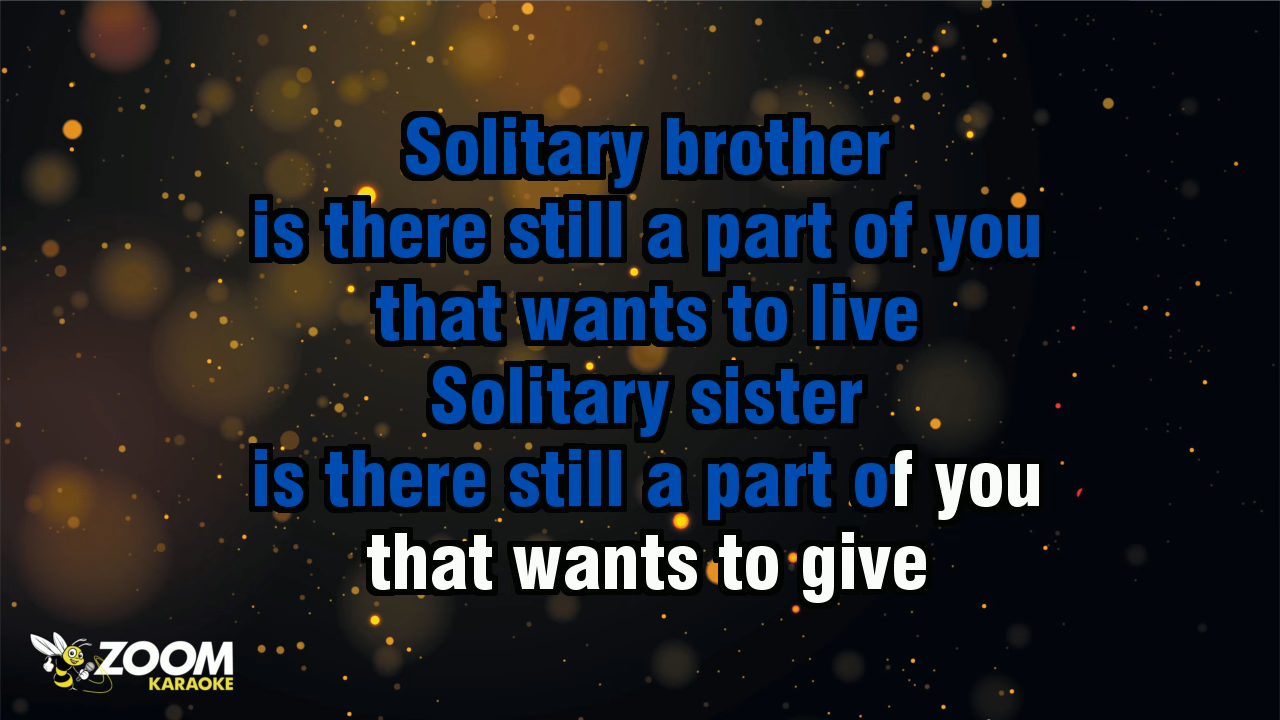 Solitary brother
is there still a part of you
that wants to live
Solitary sister
is there still a part of you
that wants to give
ZOOM
KARAOKE